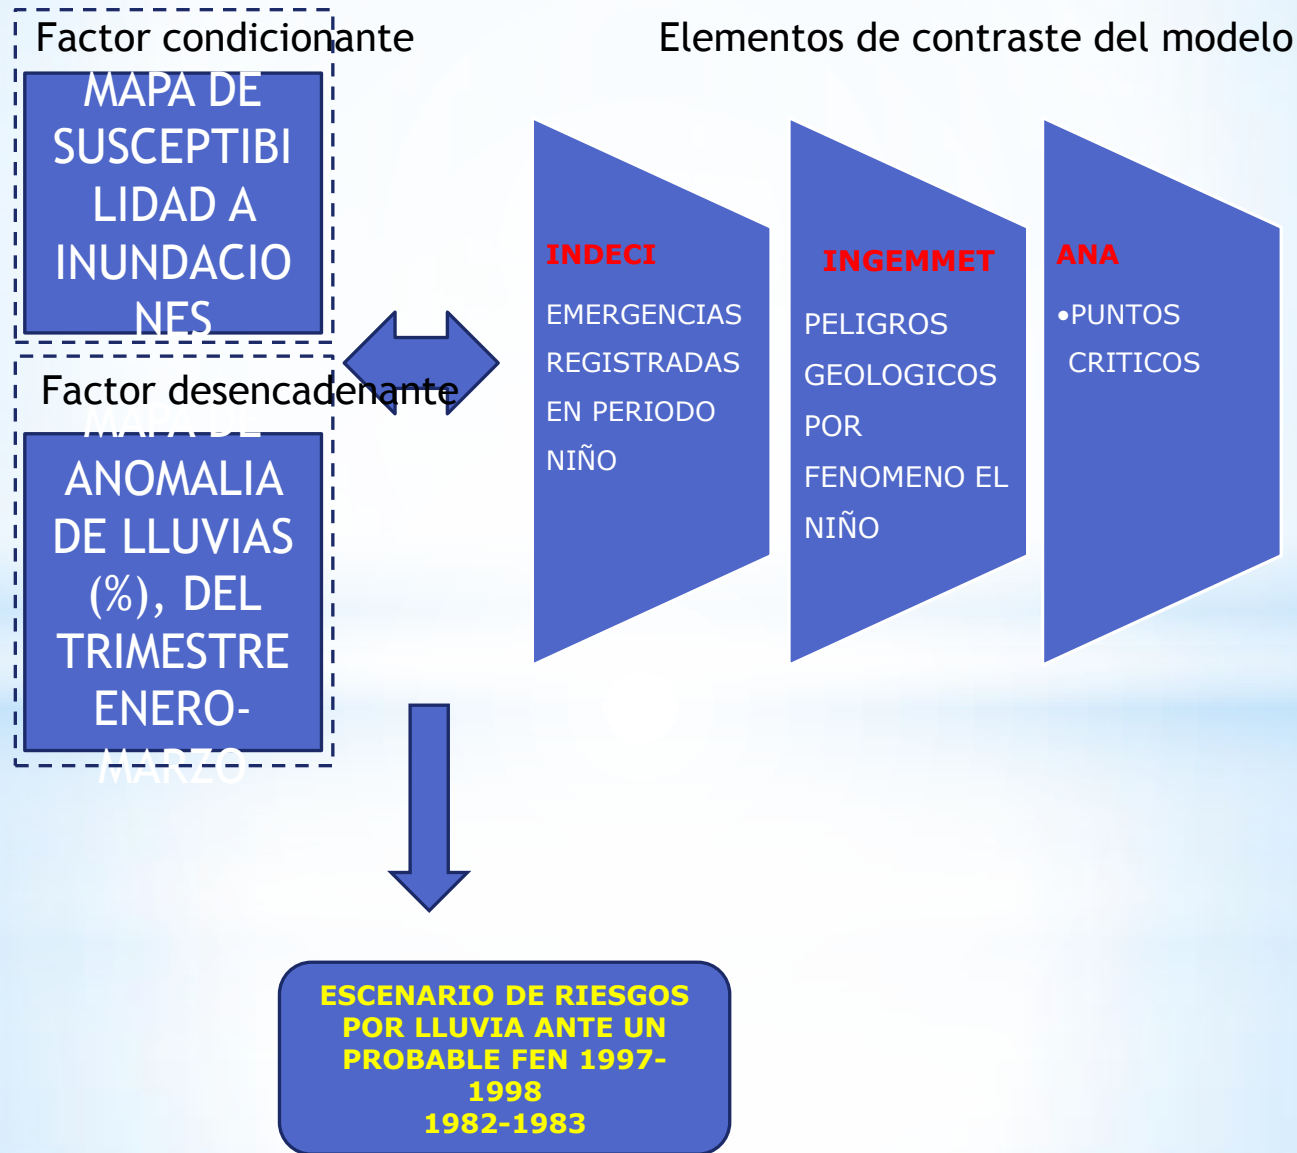 Factor condicionante
MAPA DE
SUSCEPTIBI
LIDAD A
INUNDACIO
NES
Factor desencadenante
MAPA DE
ANOMALIA
DE LLUVIAS
(%), DEL
TRIMESTRE
ENERO-
MARZO
Elementos de contraste del modelo
INDECI
EMERGENCIAS
REGISTRADAS
EN PERIODO
NIÑO
INGEMMET
PELIGROS
GEOLOGICOS
POR
FENOMENO EL
NIÑO
ANA
•PUNTOS
CRITICOS
ESCENARIO DE RIESGOS
POR LLUVIA ANTE UN
PROBABLE FEN 1997-
1998
1982-1983